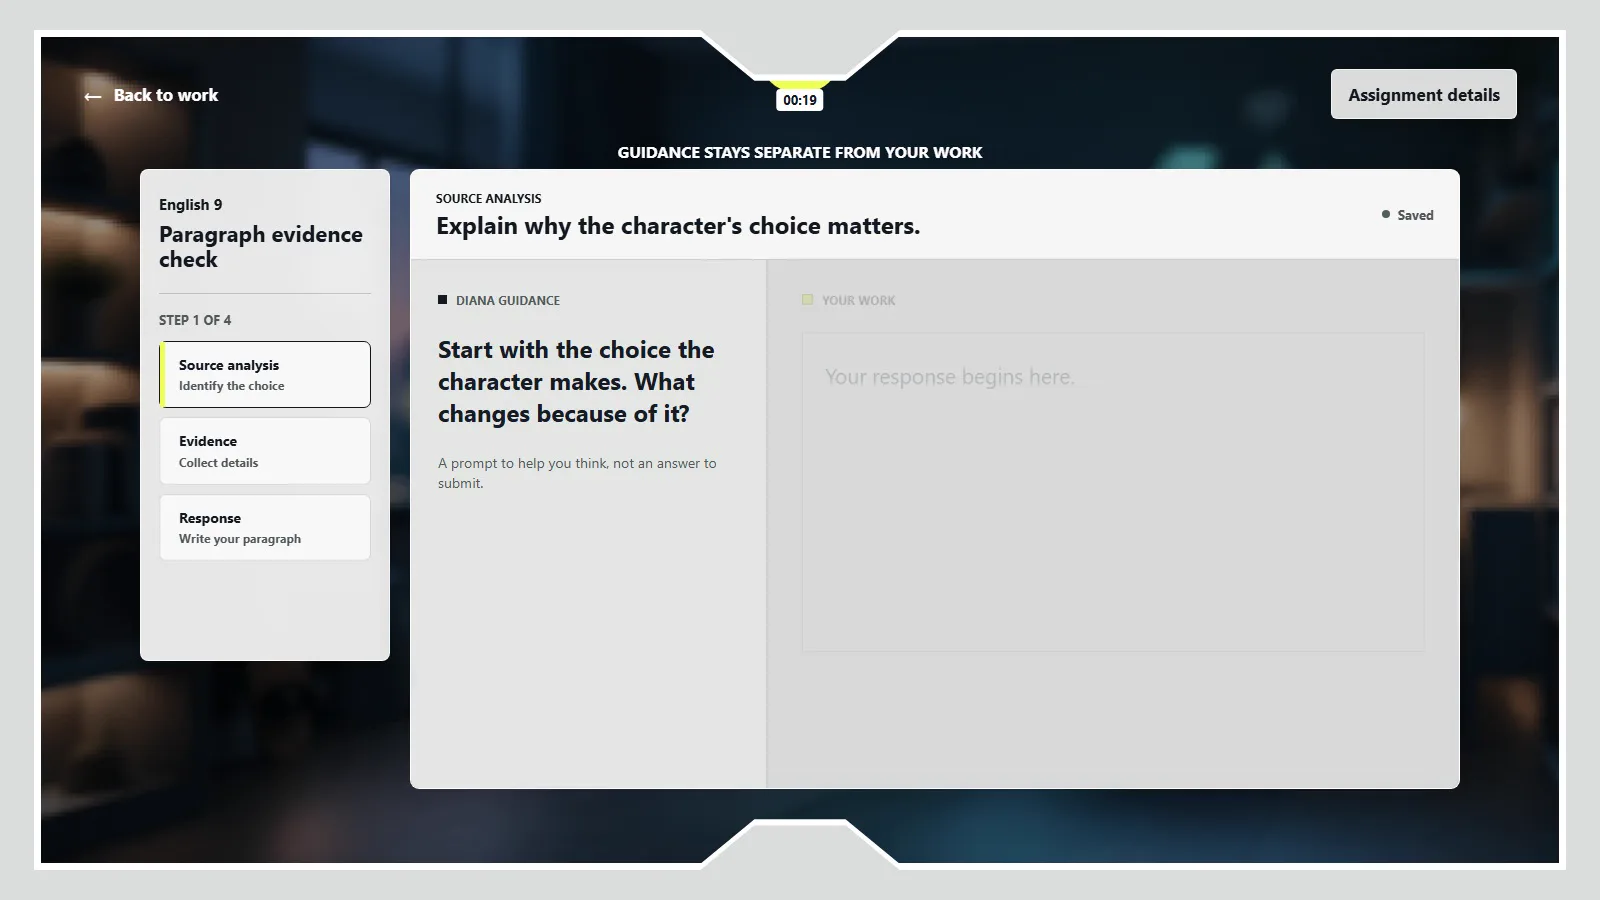 ← Back to work
00:19
Assignment details
GUIDANCE STAYS SEPARATE FROM YOUR WORK
English 9
Paragraph evidence
check
STEP 1 OF 4
Source analysis
Identify the choice
Evidence
Collect details
Response
Write your paragraph
SOURCE ANALYSIS
Explain why the character's choice matters.
Saved
DIANA GUIDANCE
Start with the choice the
character makes. What
changes because of it?
A prompt to help you think, not an answer to
submit.
YOUR WORK
Your response begins here.